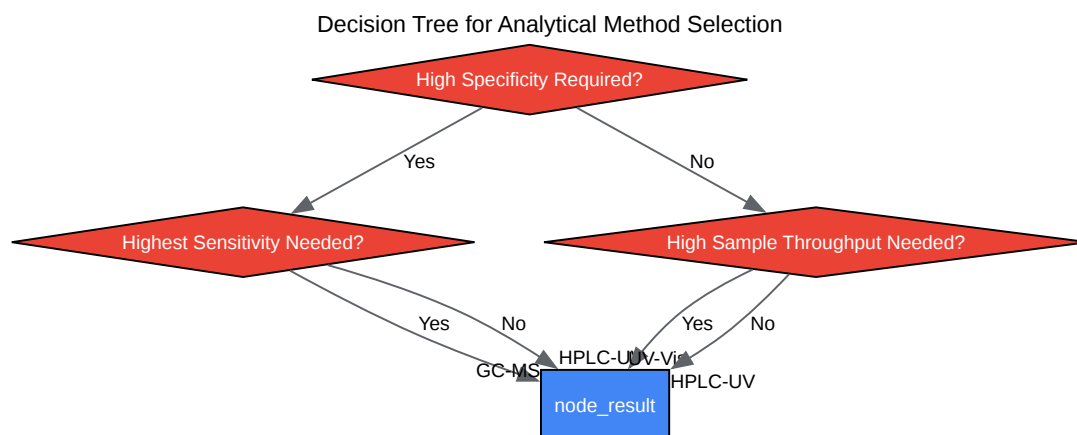 Decision Tree for Analytical Method Selection
High Specificity Required?
Yes
No
Highest Sensitivity Needed?
High Sample Throughput Needed?
Yes
No
Yes
No
GC-MS
HPLC-U
UV-Vis
HPLC-UV
node_result